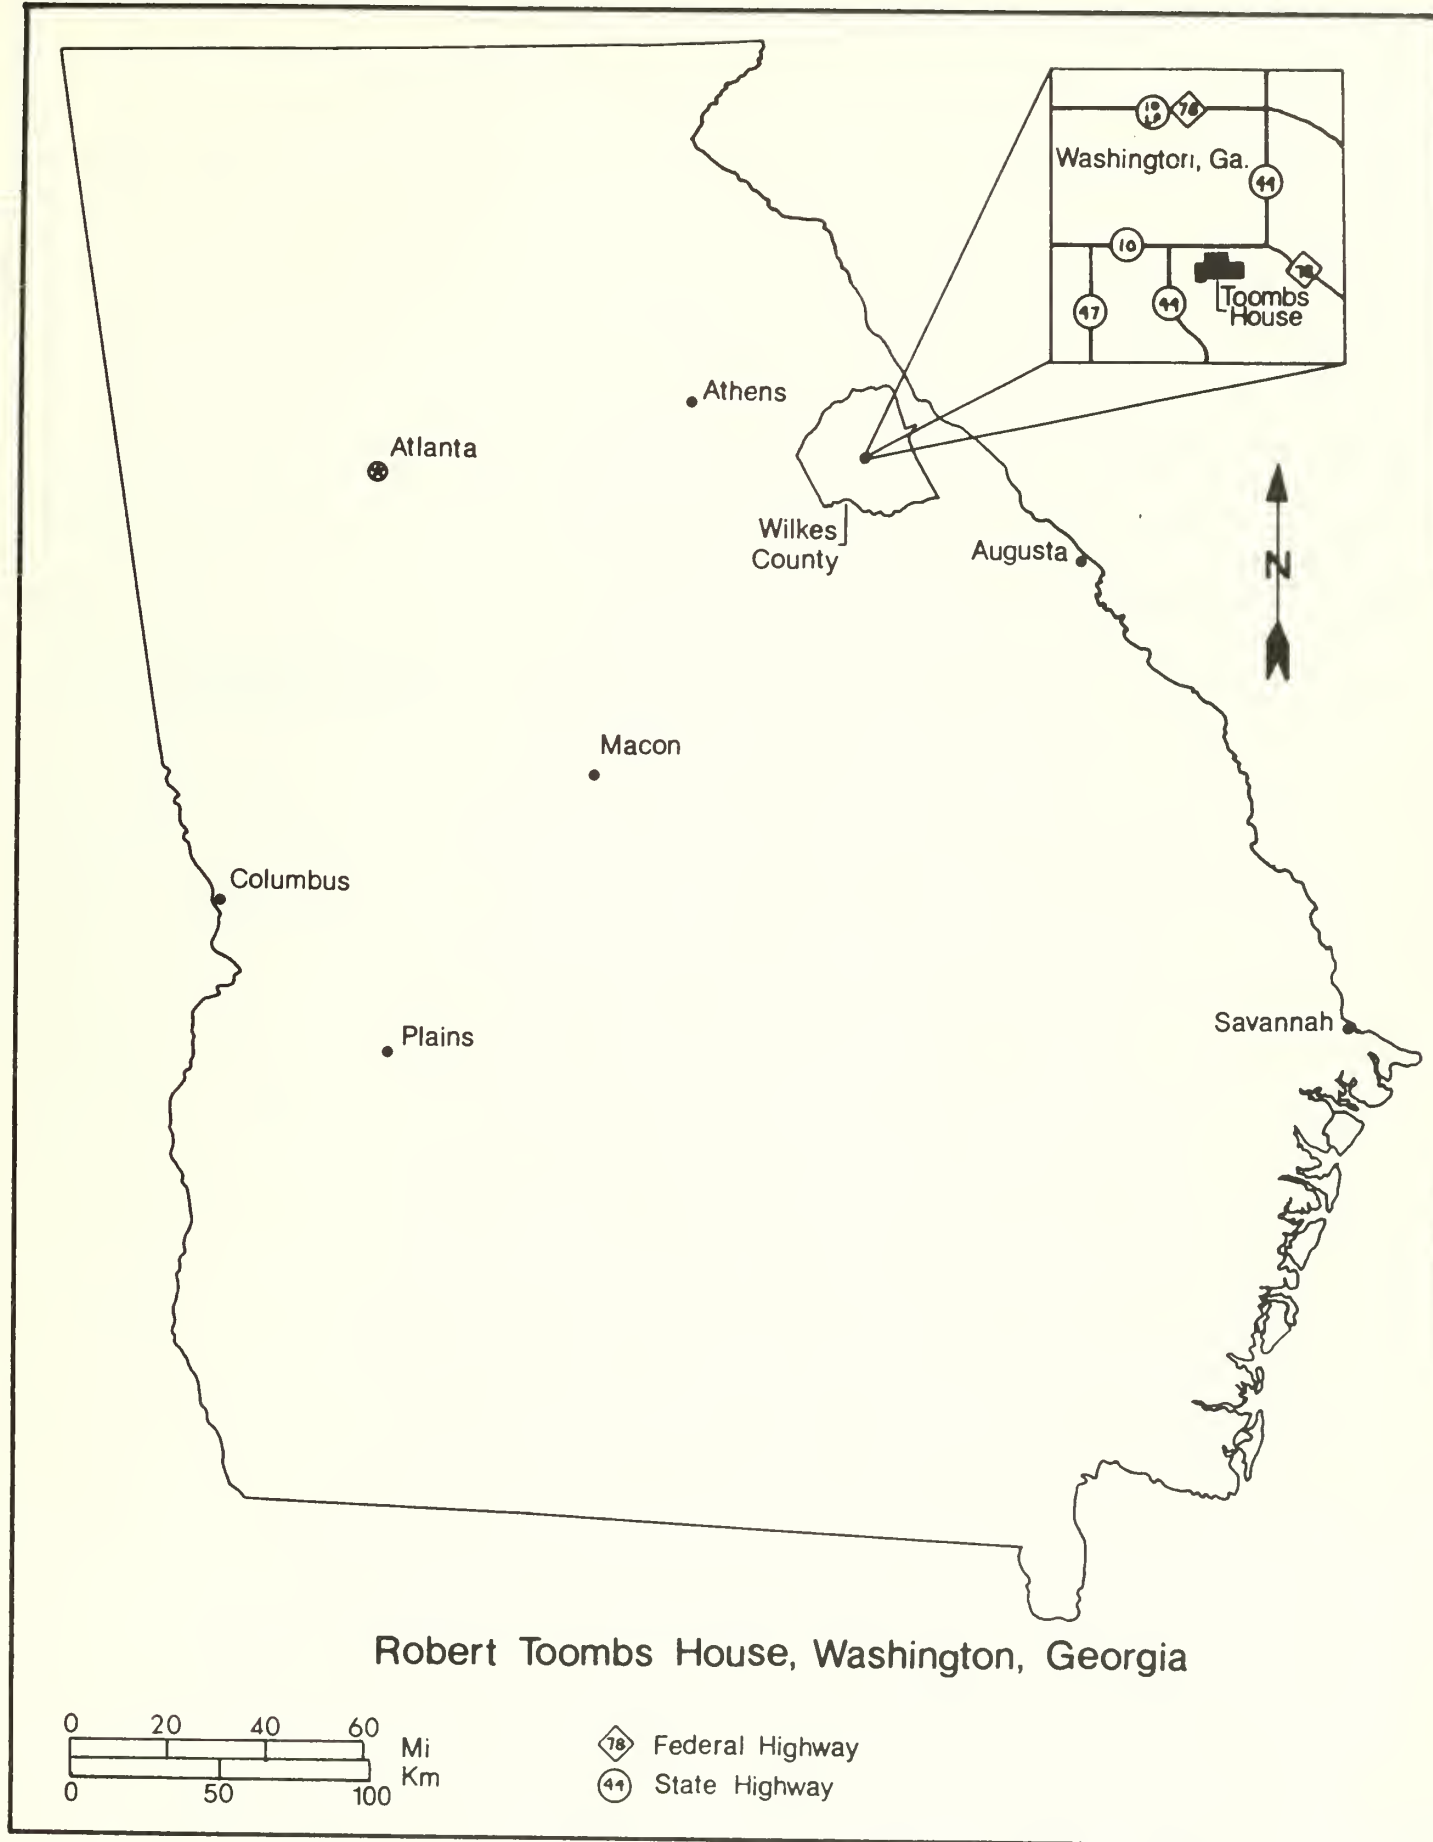 10 LP 78
Washington, Ga.
44
10
78
47
44
Toombs
House
Athens
Atlanta
Wilkes
County
Augusta
N
Macon
Columbus
Plains
Savannah
Robert Toombs House, Washington, Georgia
0 20 40 60
Mi
Km
0 50 100
78 Federal Highway
44 State Highway